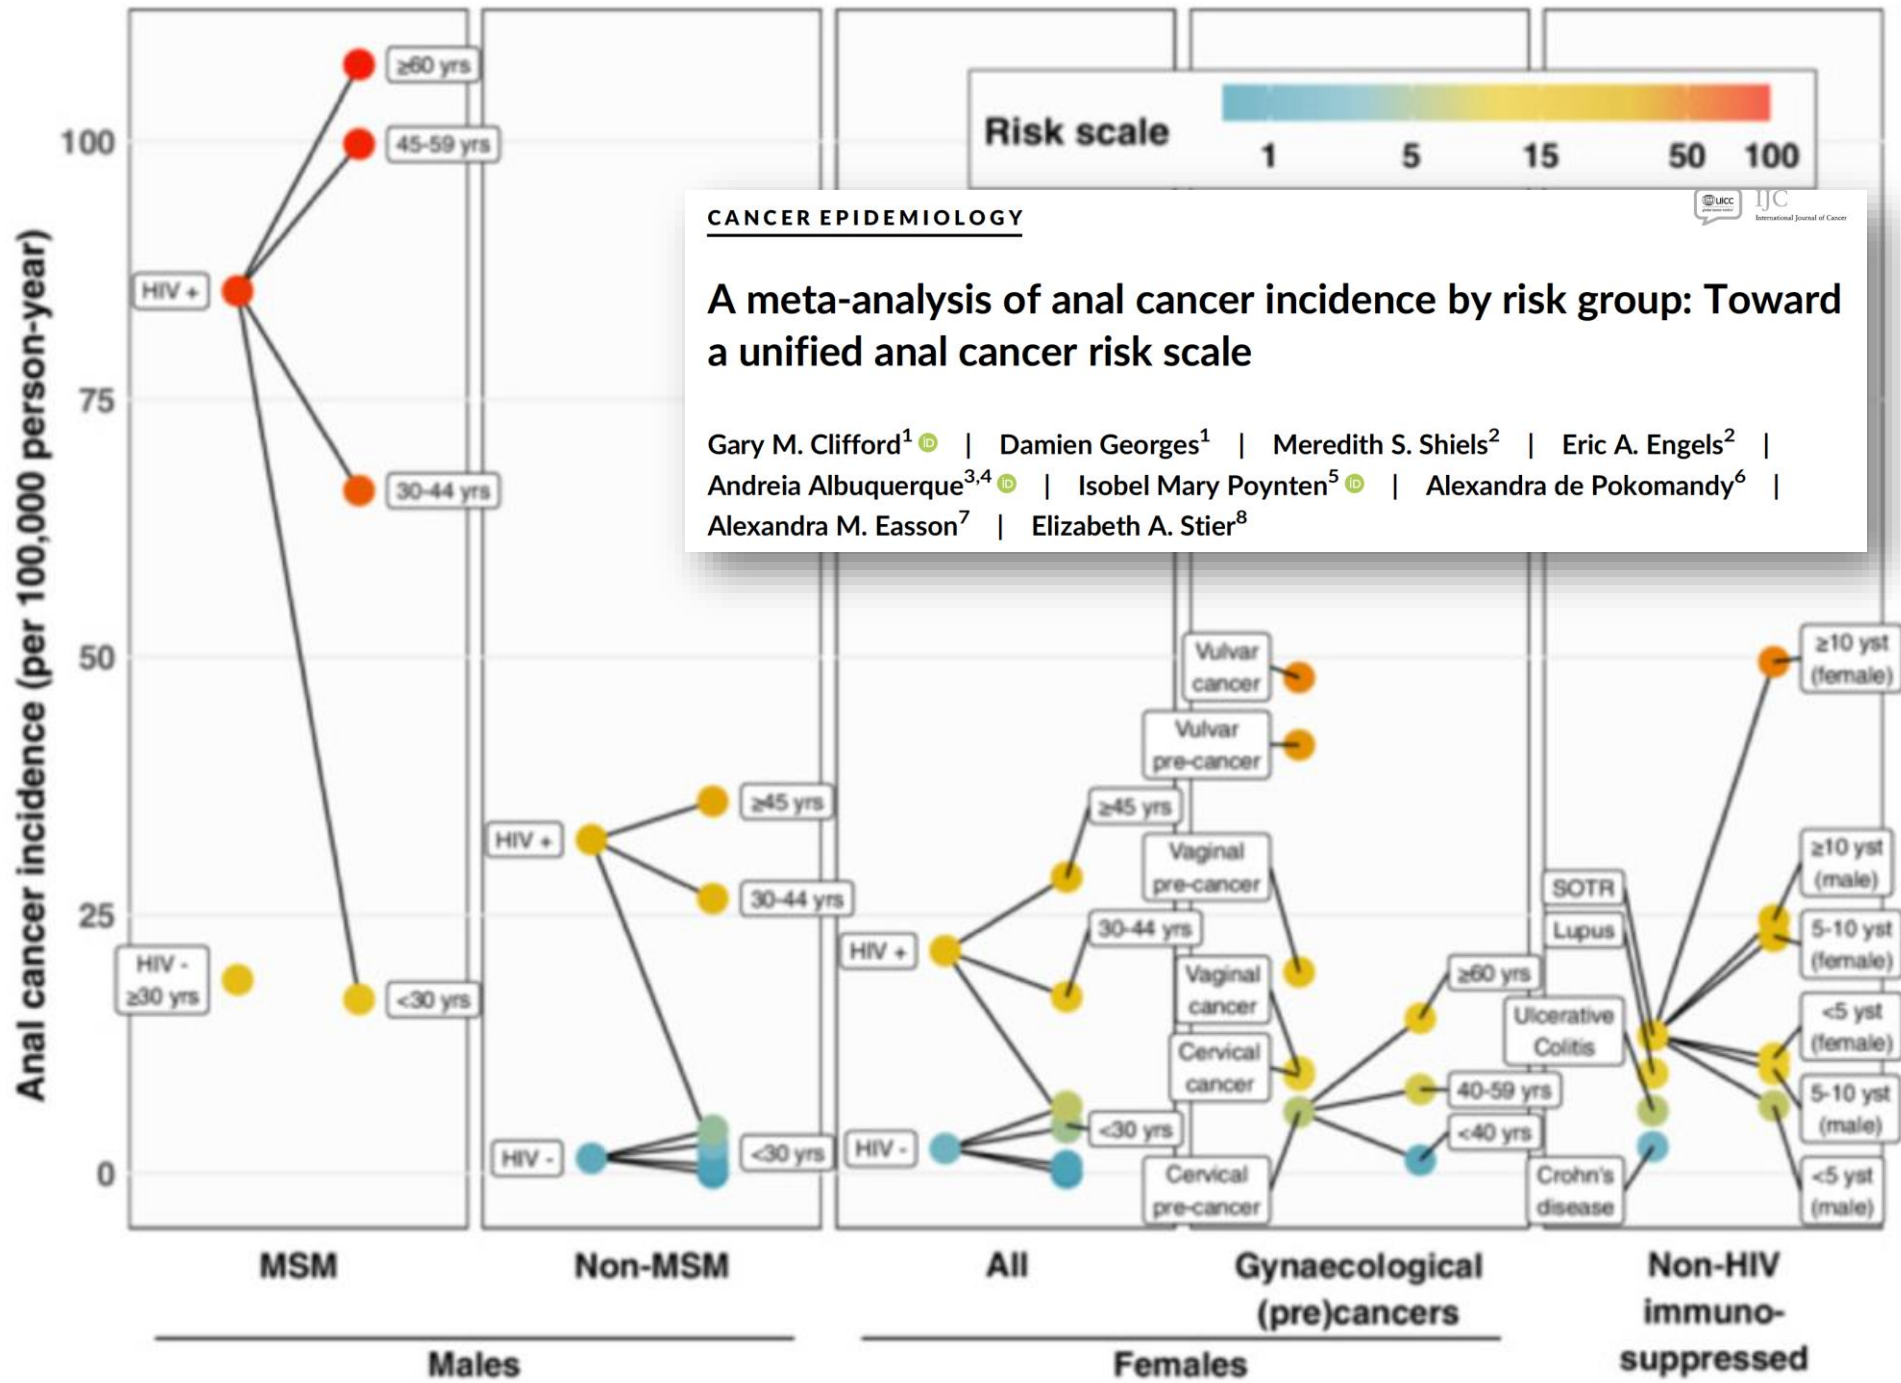 ≥60 yrs
45-59 yrs
HIV +
30-44 yrs
HIV -
≥30 yrs
<30 yrs
100
75
50
25
0
Anal cancer incidence (per 100,000 person-year)
Risk scale
1 5 15 50 100
CANCER EPIDEMIOLOGY
uicc
IJC
International Journal of Cancer
A meta-analysis of anal cancer incidence by risk group: Toward
a unified anal cancer risk scale
Gary M. Clifford1 iD | Damien Georges1 | Meredith S. Shiels2 | Eric A. Engels2 |
Andreia Albuquerque3,4 iD | Isobel Mary Poynten5 iD | Alexandra de Pokomandy6 |
Alexandra M. Easson7 | Elizabeth A. Stier8
HIV +
≥45 yrs
30-44 yrs
HIV -
<30 yrs
HIV +
≥45 yrs
30-44 yrs
HIV -
<30 yrs
Vulvar
cancer
Vulvar
pre-cancer
Vaginal
pre-cancer
Vaginal
cancer
Cervical
cancer
Cervical
pre-cancer
≥60 yrs
40-59 yrs
<40 yrs
SOTR
Lupus
Ulcerative
Colitis
Crohn's
disease
≥10 yst
(female)
≥10 yst
(male)
5-10 yst
(female)
<5 yst
(female)
5-10 yst
(male)
<5 yst
(male)
MSM
Non-MSM
All
Gynaecological
(pre)cancers
Non-HIV
immuno-
suppressed
Males
Females